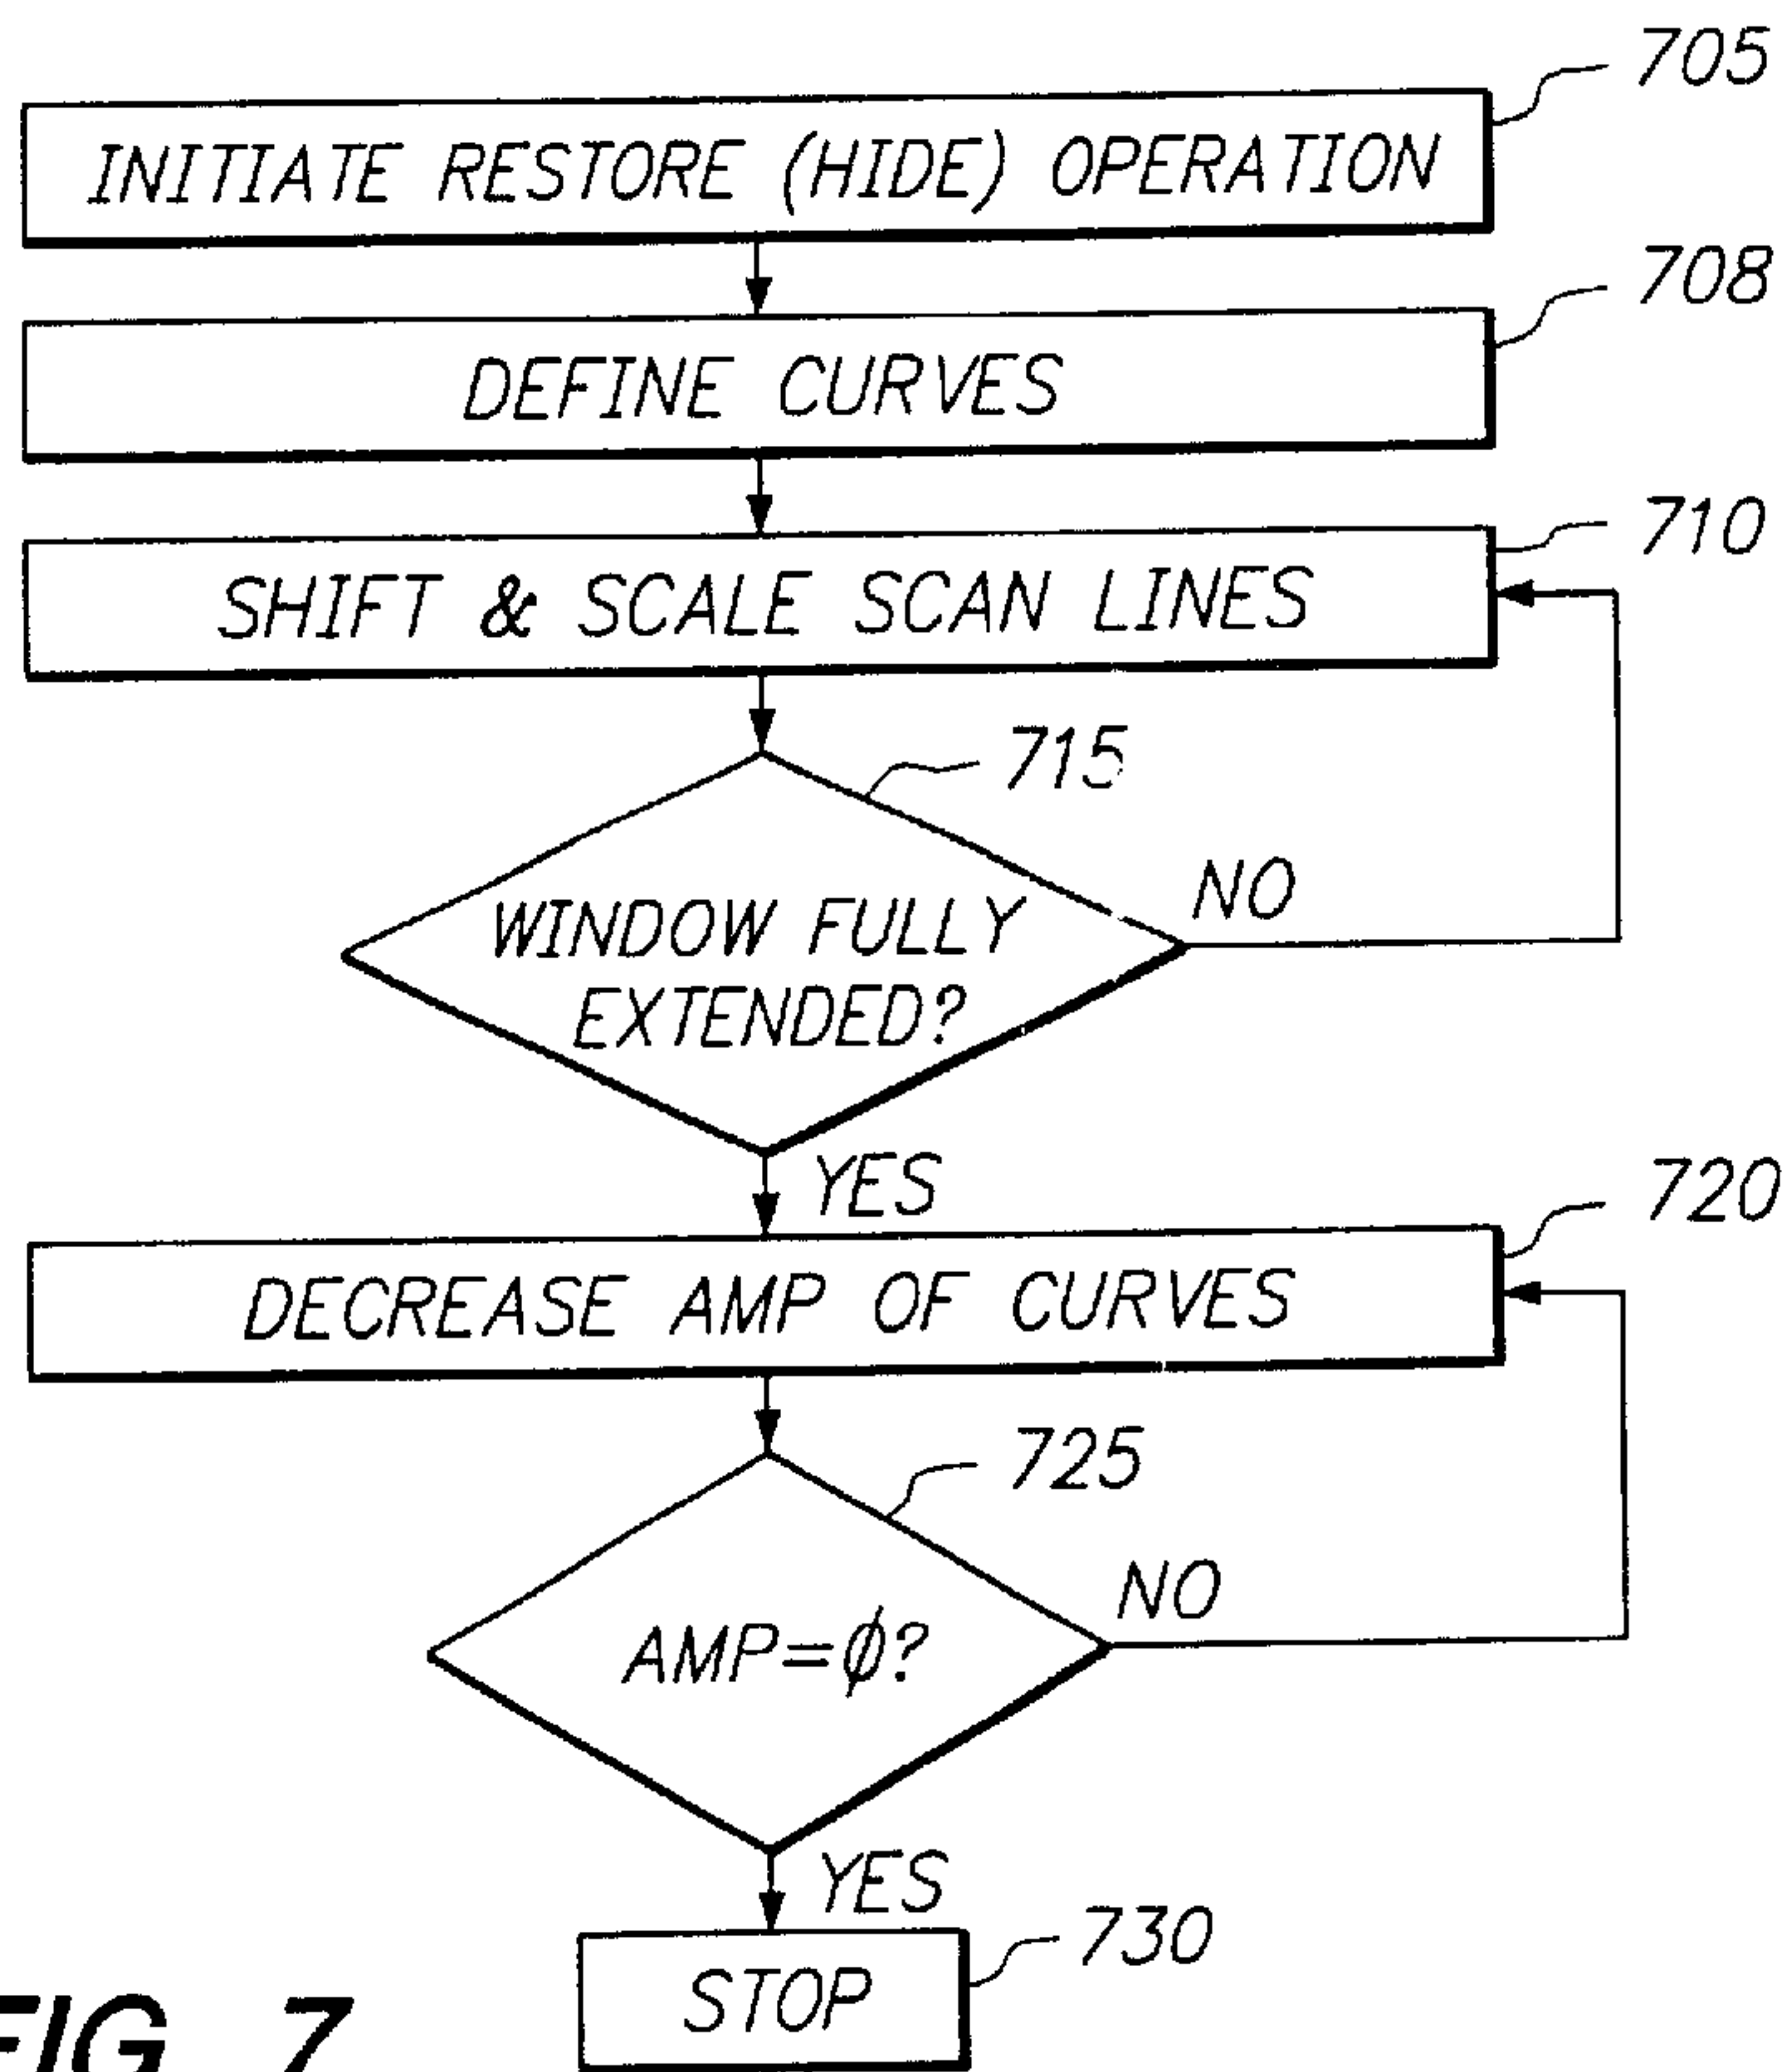 705
INITIATE RESTORE (HIDE) OPERATION
708
DEFINE CURVES
710
SHIFT & SCALE SCAN LINES
715
NO
WINDOW FULLY
EXTENDED?
YES
720
DECREASE AMP OF CURVES
725
NO
AMP=ϕ?
YES
730
STOP
FIG. 7